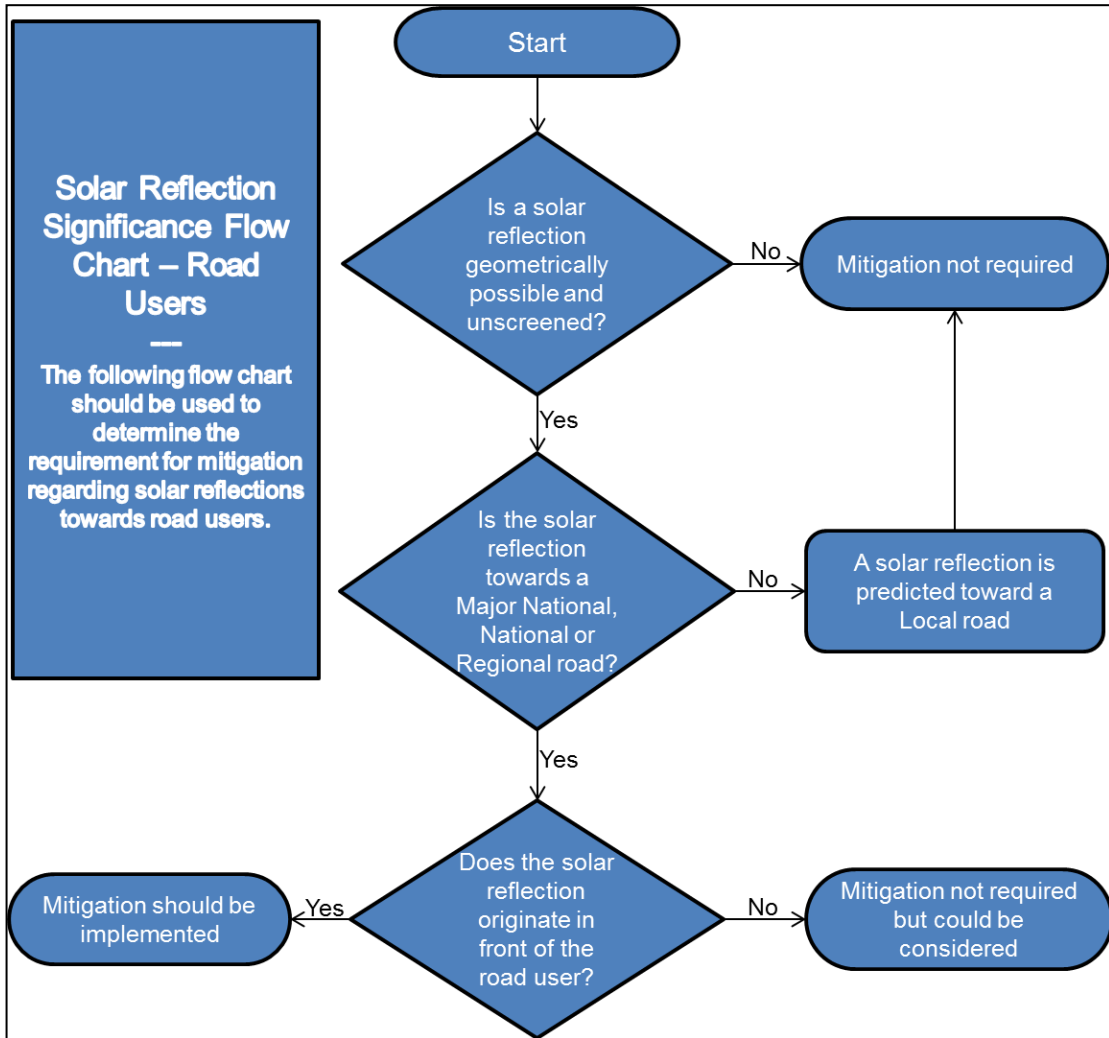 Solar Reflection
Significance Flow
Chart – Road
Users
---
The following flow chart
should be used to
determine the
requirement for mitigation
regarding solar reflections
towards road users.
Start
Is a solar
reflection
geometrically
possible and
unscreened?
No
Mitigation not required
Yes
Is the solar
reflection
towards a
Major National,
National or
Regional road?
No
A solar reflection is
predicted toward a
Local road
Yes
Does the solar
reflection
originate in
front of the
road user?
Yes
Mitigation should be
implemented
No
Mitigation not required
but could be
considered